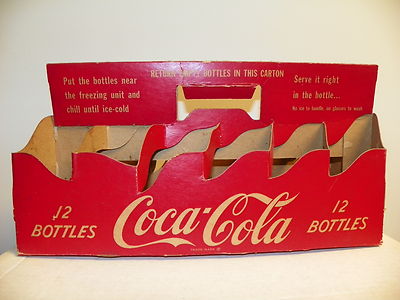 RETURN EMPTY BOTTLES IN THIS CARTON
Put the bottles near
the freezing unit and
chill until ice-cold
Serve it right
in the bottle...
No ice to handle, no glasses to wash
12
BOTTLES
Coca-Cola
TRADE MARK ®
12
BOTTLES